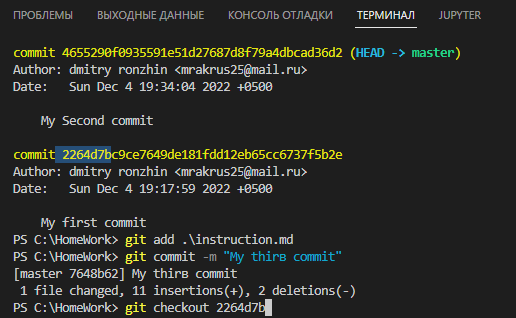 ПРОБЛЕМЫ ВЫХОДНЫЕ ДАННЫЕ КОНСОЛЬ ОТЛАДКИ ТЕРМИНАЛ JUPYTER
commit 4655290f0935591e51d27687d8f79a4dbcad36d2 (HEAD -> master)
Author: dmitry ronzhin <mrakrus25@mail.ru>
Date:   Sun Dec 4 19:34:04 2022 +0500
    My Second commit
commit 2264d7bc9ce7649de181fdd12eb65cc6737f5b2e
Author: dmitry ronzhin <mrakrus25@mail.ru>
Date:   Sun Dec 4 19:17:59 2022 +0500
    My first commit
PS C:\HomeWork> git add .\instruction.md
PS C:\HomeWork> git commit -m "My thirв commit"
[master 7648b62] My thirв commit
 1 file changed, 11 insertions(+), 2 deletions(-)
PS C:\HomeWork> git checkout 2264d7b